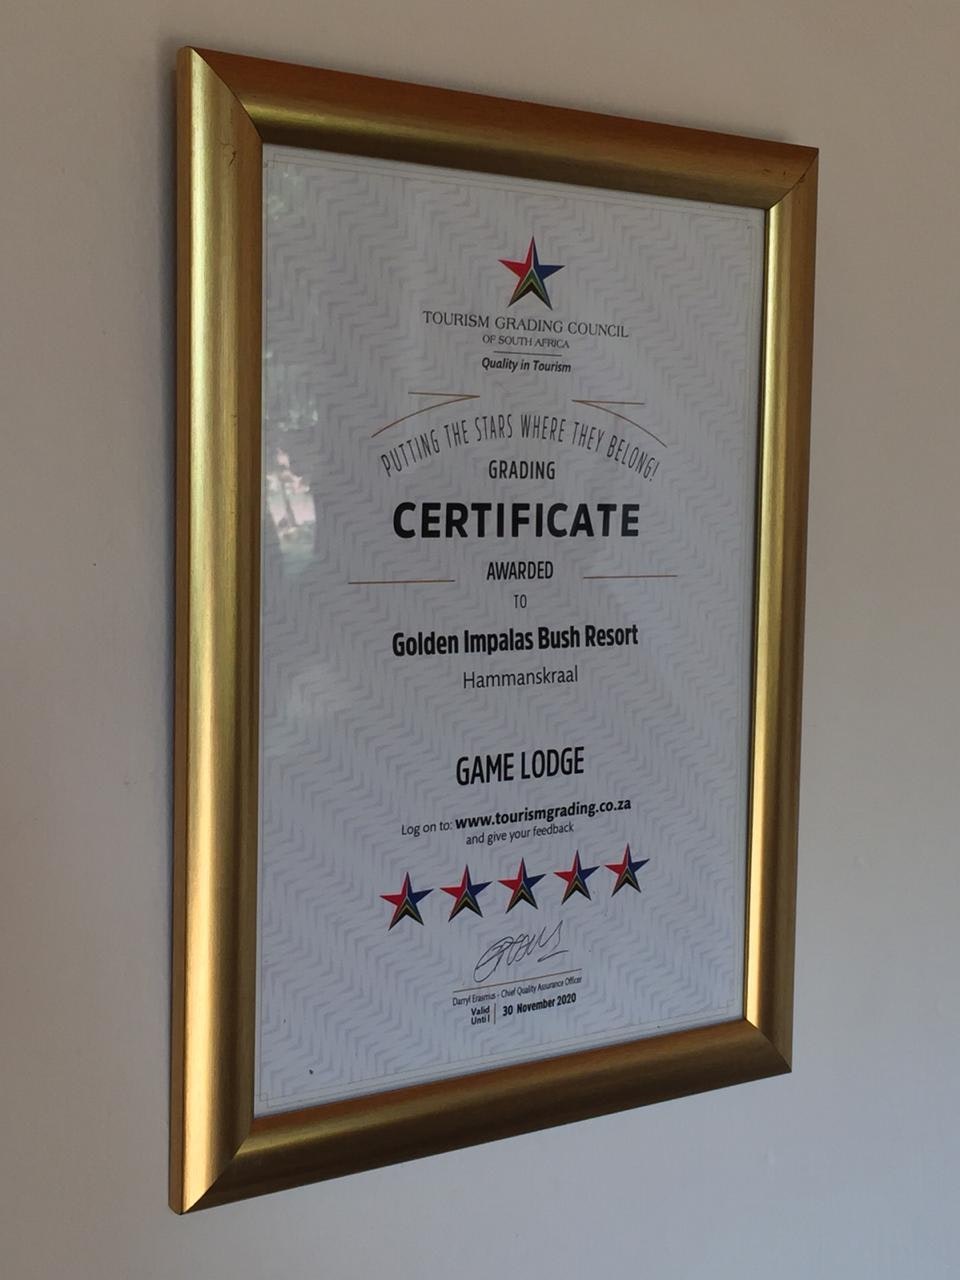 TOURISM GRADING COUNCIL
OF SOUTH AFRICA
Quality in Tourism
PUTTING THE STARS WHERE THEY BELONG!
GRADING
CERTIFICATE
AWARDED
TO
Golden Impalas Bush Resort
Hammanskraal
GAME LODGE
Log on to: www.tourismgrading.co.za
and give your feedback
Darryl Erasmus - Chief Quality Assurance Officer
Valid Until 30 November 2020